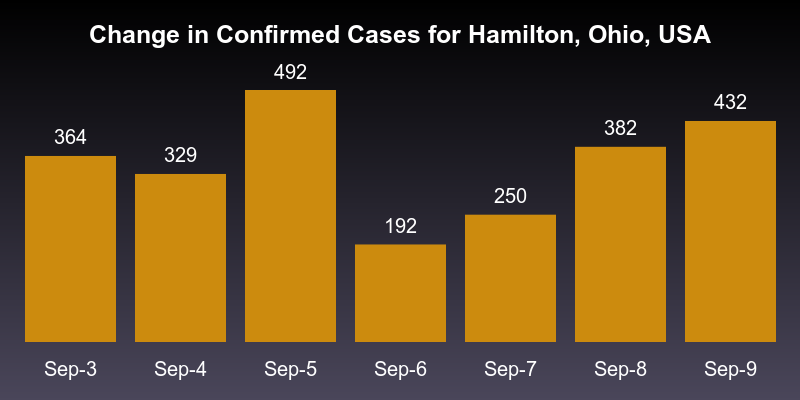 Change in Confirmed Cases for Hamilton, Ohio, USA
364
329
492
192
250
382
432
Sep-3
Sep-4
Sep-5
Sep-6
Sep-7
Sep-8
Sep-9